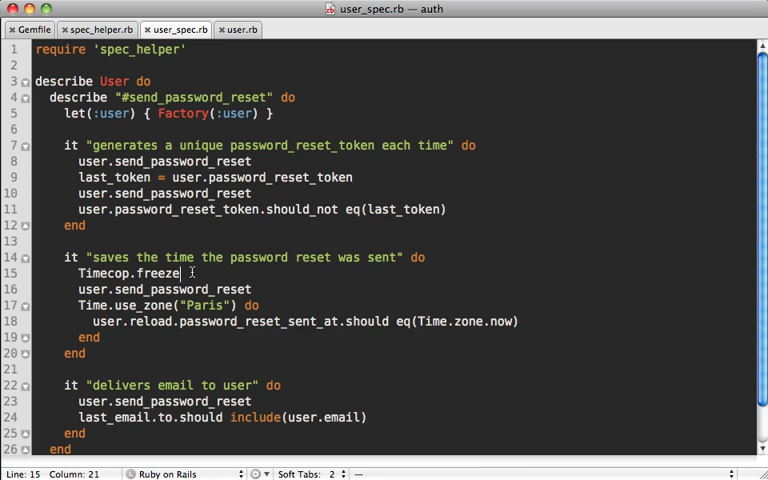 user_spec.rb — auth
Gemfile spec_helper.rb user_spec.rb user.rb
1 require 'spec_helper'
2
3 describe User do
4 describe "#send_password_reset" do
5 let(:user) { Factory(:user) }
6
7 it "generates a unique password_reset_token each time" do
8 user.send_password_reset
9 last_token = user.password_reset_token
10 user.send_password_reset
11 user.password_reset_token.should_not eq(last_token)
12 end
13
14 it "saves the time the password reset was sent" do
15 Timecop.freeze
16 user.send_password_reset
17 Time.use_zone("Paris") do
18 user.reload.password_reset_sent_at.should eq(Time.zone.now)
19 end
20 end
21
22 it "delivers email to user" do
23 user.send_password_reset
24 last_email.to.should include(user.email)
25 end
26 end
Line: 15 Column: 21 Ruby on Rails Soft Tabs: 2 —